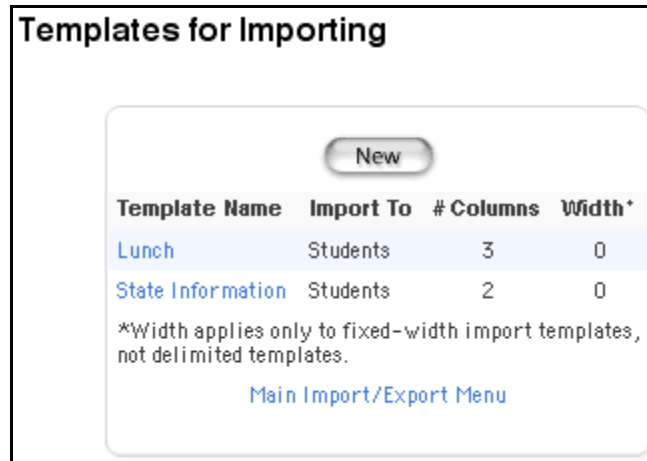 Templates for Importing
New
Template Name Import To # Columns Width*
Lunch Students 3 0
State Information Students 2 0
*Width applies only to fixed-width import templates,
not delimited templates.
Main Import/Export Menu